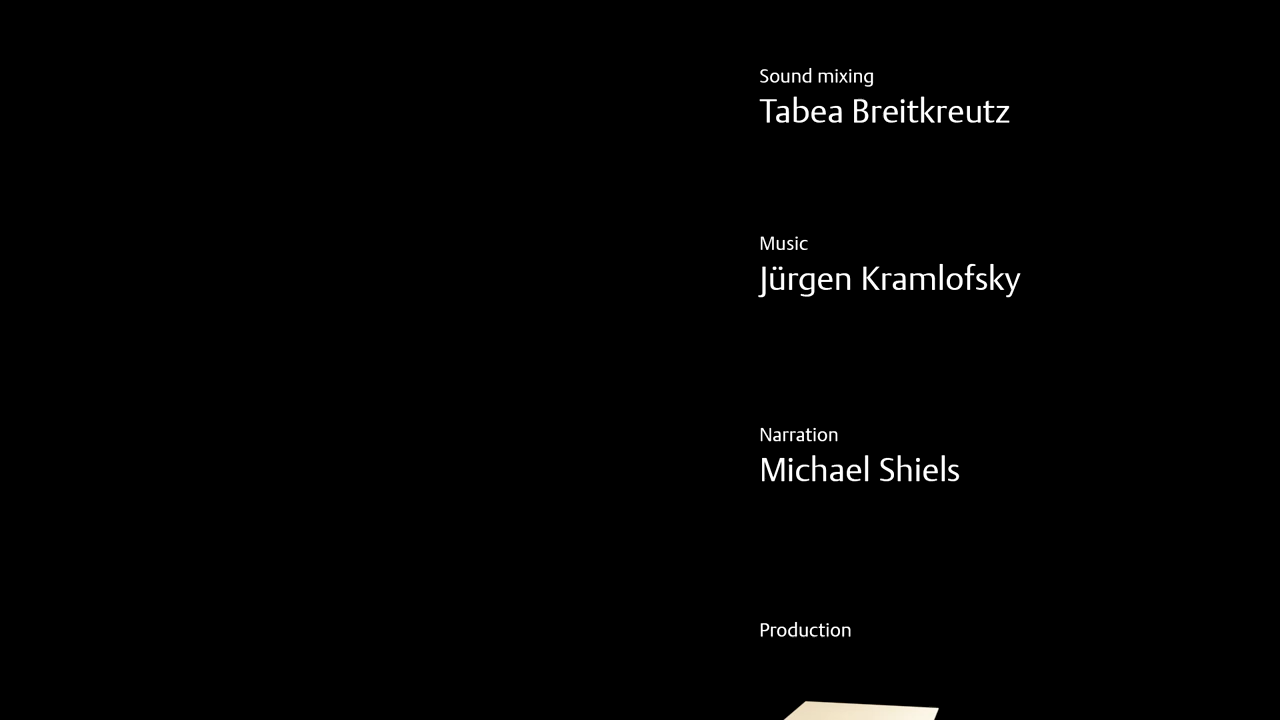 Sound mixing
Tabea Breitkreutz
Music
Jürgen Kramlofsky
Narration
Michael Shiels
Production